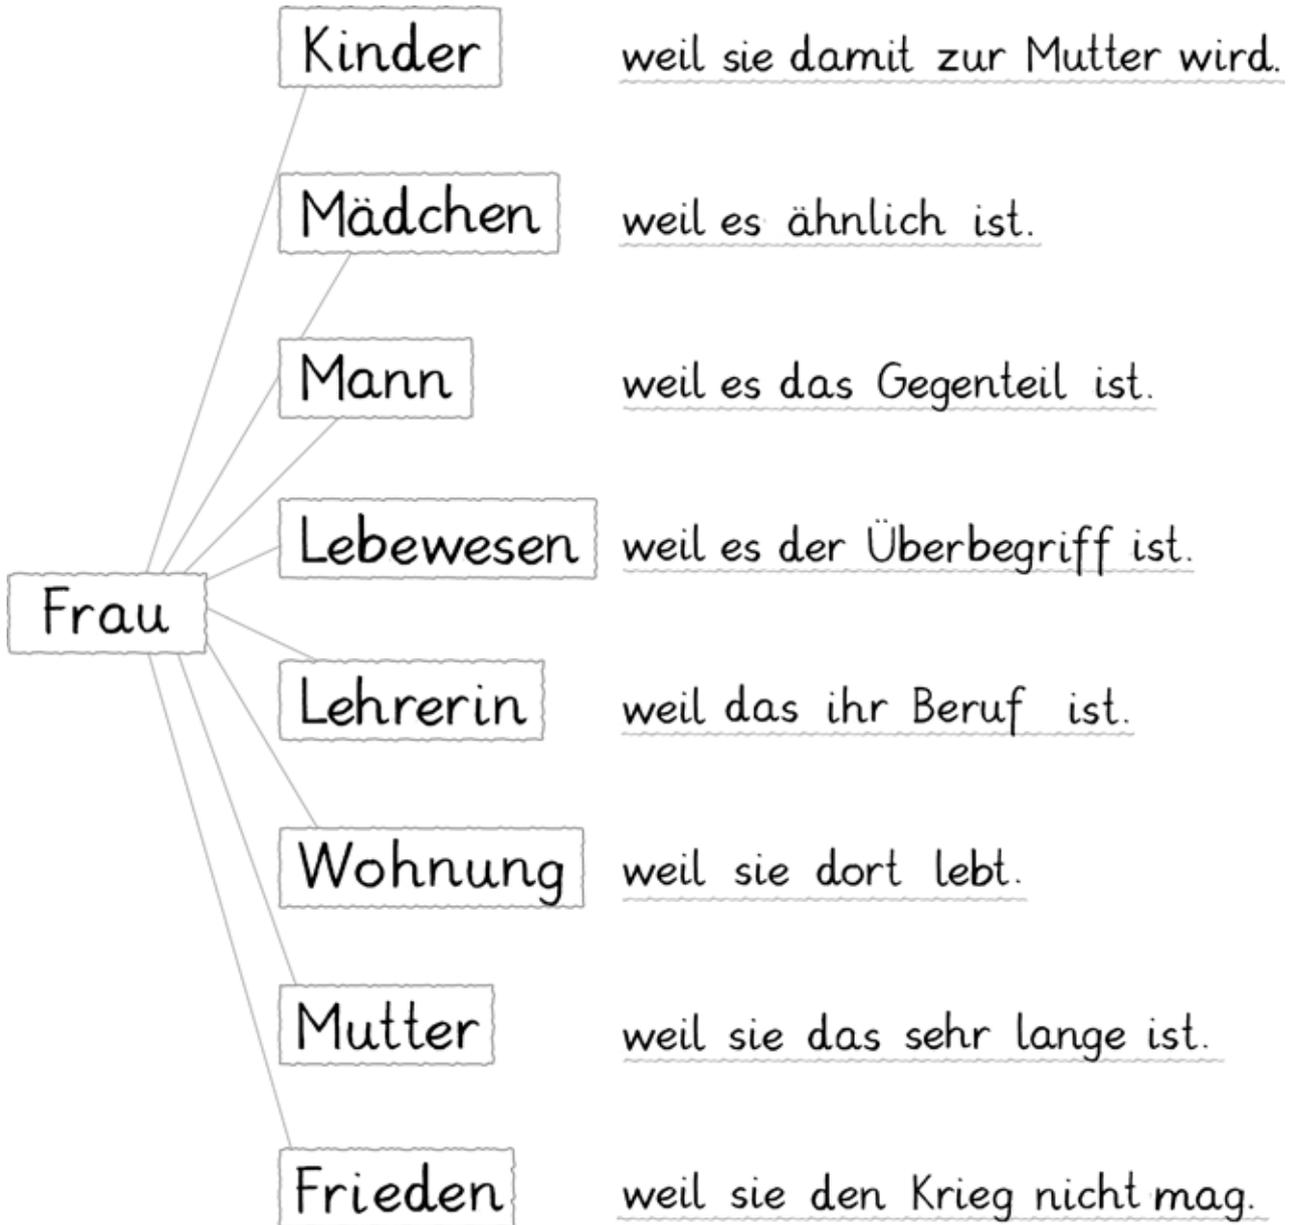 Kinder weil sie damit zur Mutter wird.
Mädchen weil es ähnlich ist.
Mann weil es das Gegenteil ist.
Lebewesen weil es der Überbegriff ist.
Frau
Lehrerin weil das ihr Beruf ist.
Wohnung weil sie dort lebt.
Mutter weil sie das sehr lange ist.
Frieden weil sie den Krieg nicht mag.